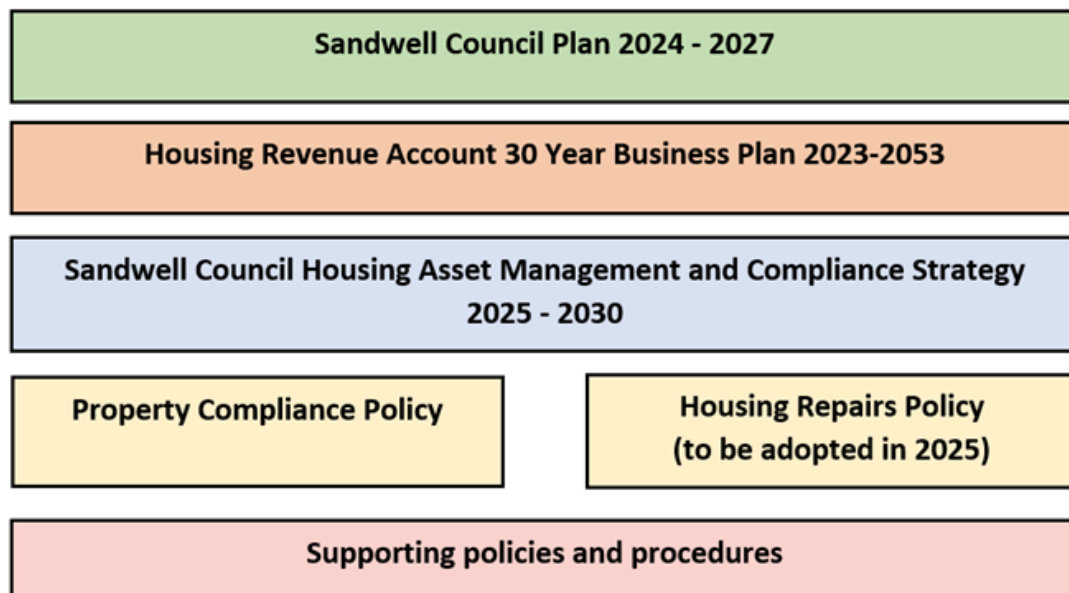 Sandwell Council Plan 2024 - 2027
Housing Revenue Account 30 Year Business Plan 2023-2053
Sandwell Council Housing Asset Management and Compliance Strategy
2025 - 2030
Property Compliance Policy
Housing Repairs Policy
(to be adopted in 2025)
Supporting policies and procedures